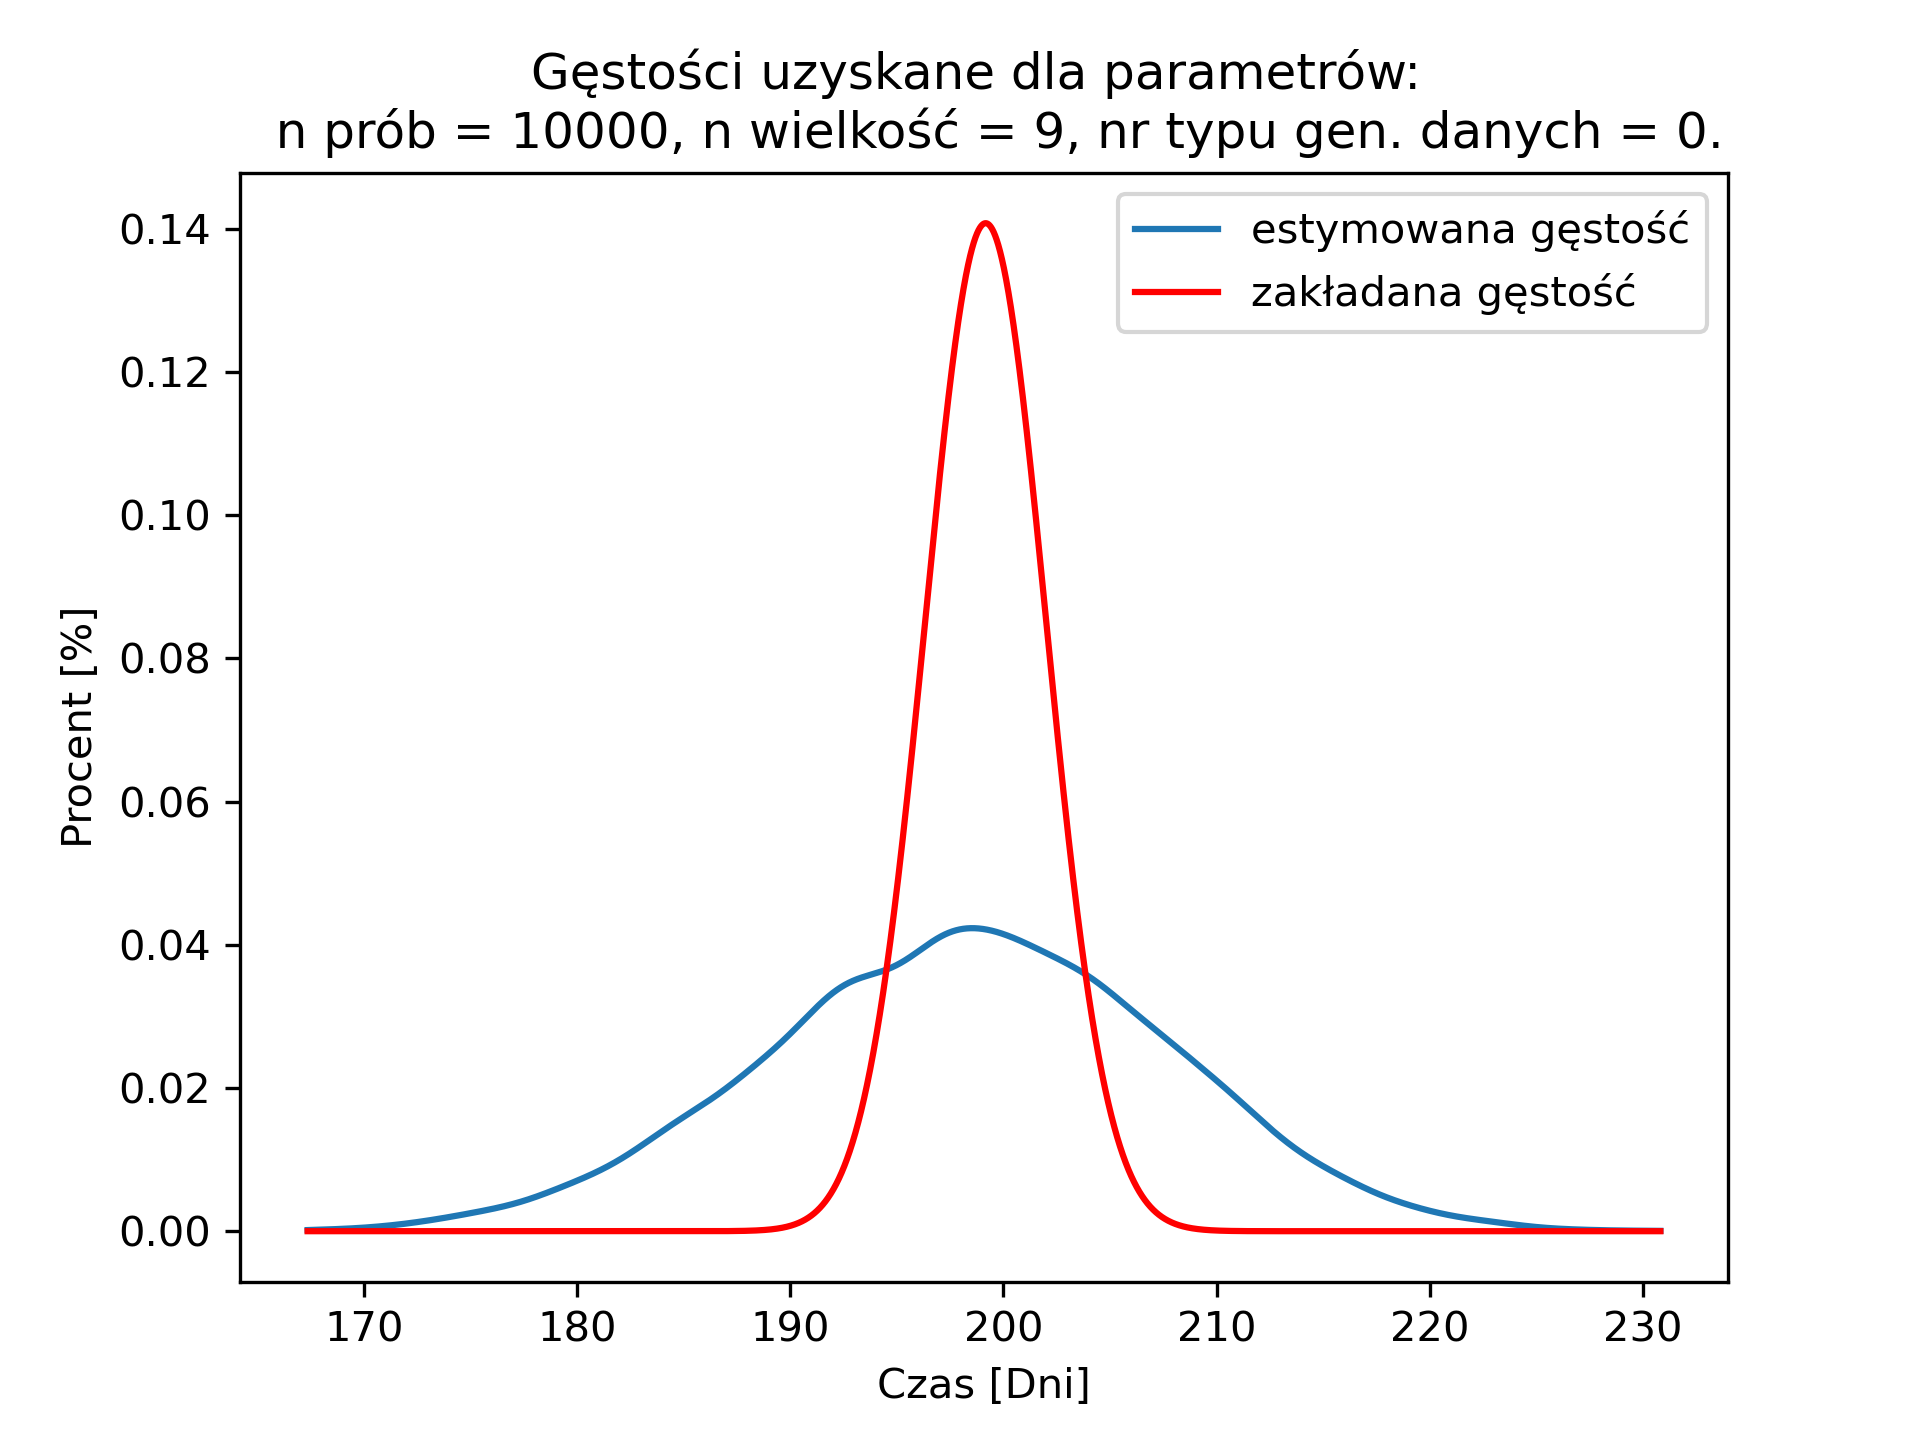 Gęstości uzyskane dla parametrów:
n prób = 10000, n wielkość = 9, nr typu gen. danych = 0.
estymowana gęstość
zakładana gęstość
0.14
0.12
0.10
0.08
0.06
0.04
0.02
0.00
Procent [%]
170 180 190 200 210 220 230
Czas [Dni]